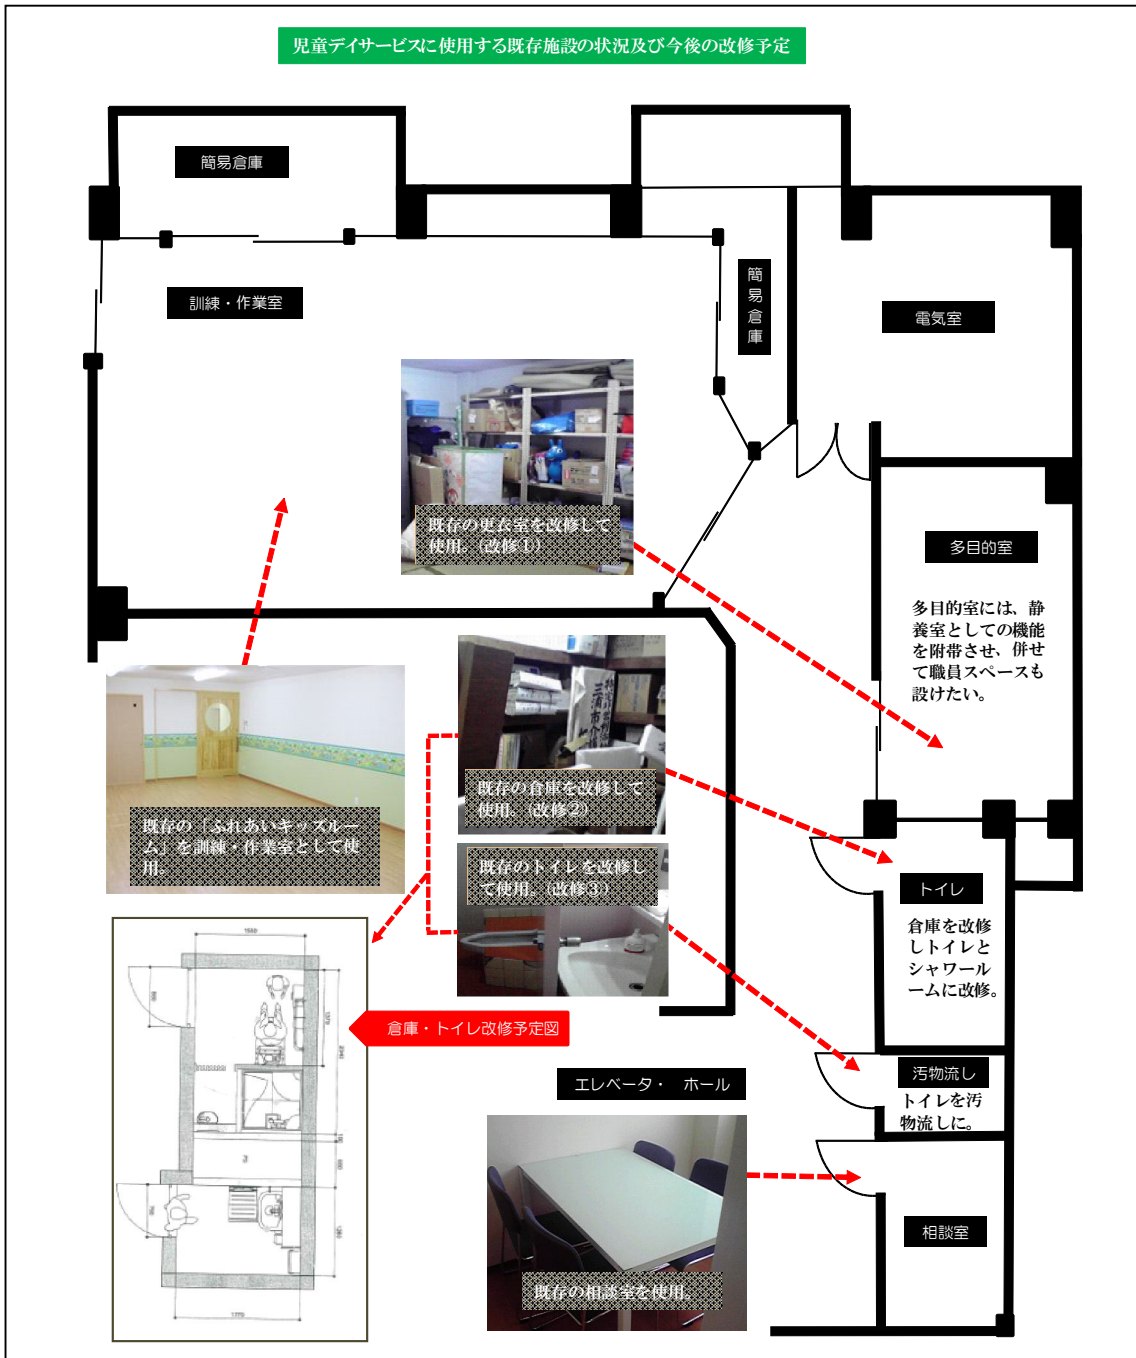 児童デイサービスに使用する既存施設の状況及び今後の改修予定
簡易倉庫
訓練・作業室
簡易倉庫
電気室
既存の更衣室を改修して
使用。(改修１)
多目的室
多目的室には、静
養室としての機能
を附帯させ、併せ
て職員スペースも
設けたい。
既存の「ふれあいキッズルー
ム」を訓練・作業室として使
用。
既存の倉庫を改修して
使用。(改修２)
既存のトイレを改修し
て使用。(改修３)
トイレ
倉庫を改修
しトイレと
シャワール
ームに改修。
倉庫・トイレ改修予定図
汚物流し
トイレを汚
物流しに。
エレベータ・　ホール
既存の相談室を使用。
相談室
PS